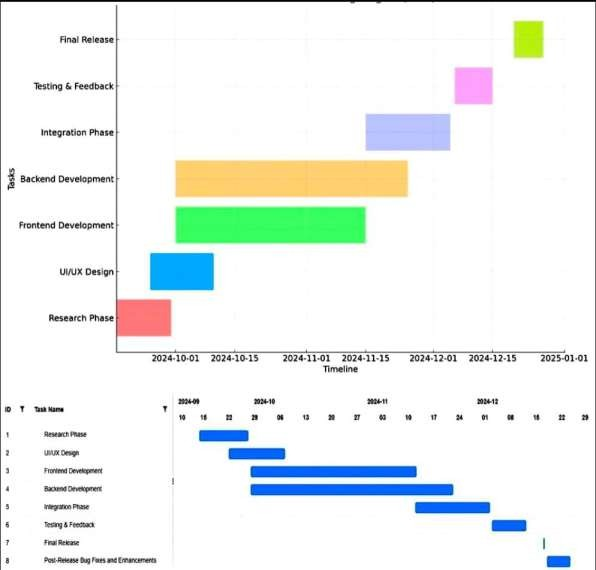 Final Release
Testing & Feedback
Integration Phase
Backend Development
Frontend Development
UI/UX Design
Research Phase
Tasks
2024-10-01 2024-10-15 2024-11-01 2024-11-15 2024-12-01 2024-12-15 2025-01-01
Timeline
2024-09 2024-10 2024-11 2024-12
ID Task Name
10 16 22 28 06 13 20 27 03 10 17 24 01 08 16 22 29
1 Research Phase
2 UI/UX Design
3 Frontend Development
4 Backend Development
5 Integration Phase
6 Testing & Feedback
7 Final Release
8 Post-Release Bug Fixes and Enhancements